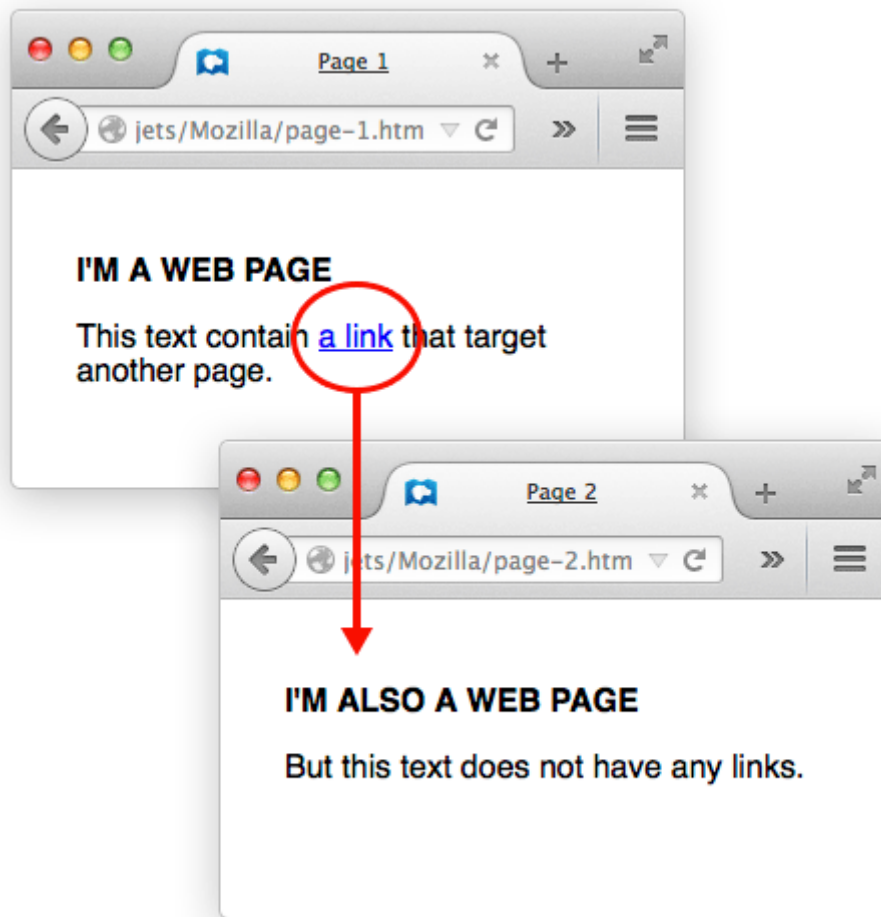 Page 1
jets/Mozilla/page-1.htm
I'M A WEB PAGE
This text contain a link that target
another page.
Page 2
jets/Mozilla/page-2.htm
I'M ALSO A WEB PAGE
But this text does not have any links.